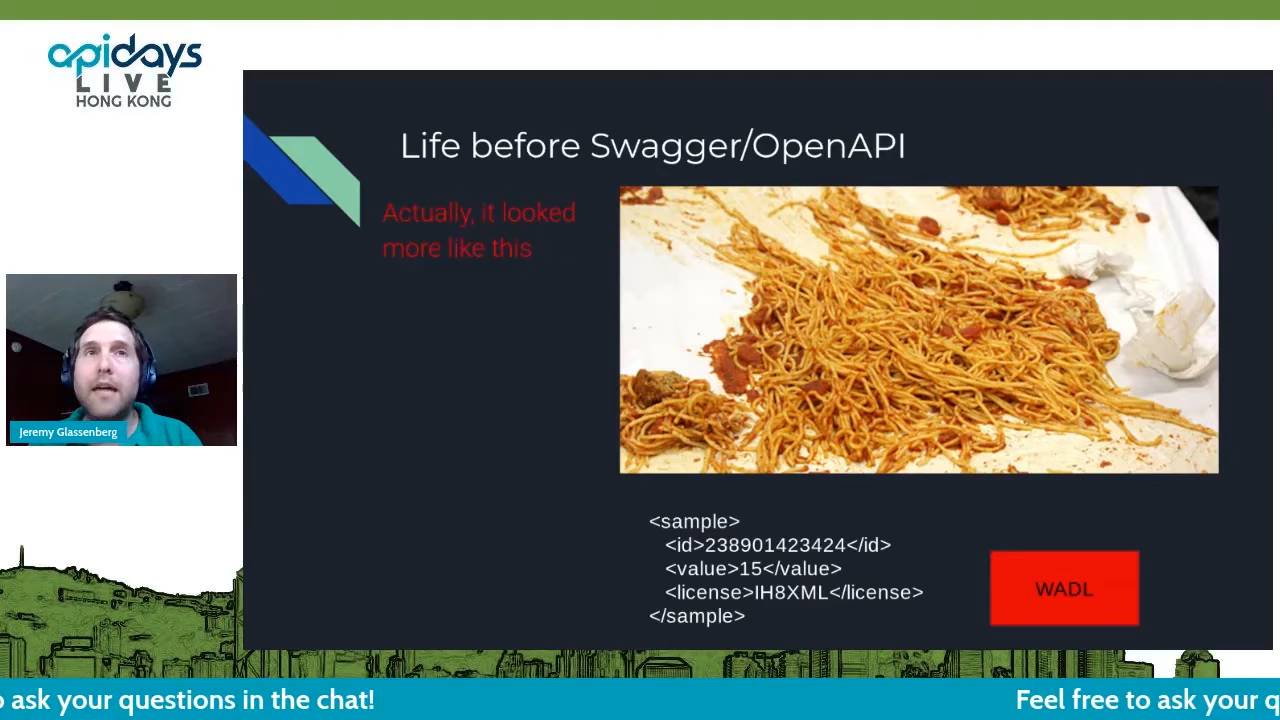 apidays
LIVE
HONG KONG
Life before Swagger/OpenAPI
Actually, it looked
more like this
Jeremy Glassenberg
<sample>
<id>238901423424</id>
<value>15</value>
<license>IH8XML</license>
</sample>
WADL
o ask your questions in the chat!
Feel free to ask your q